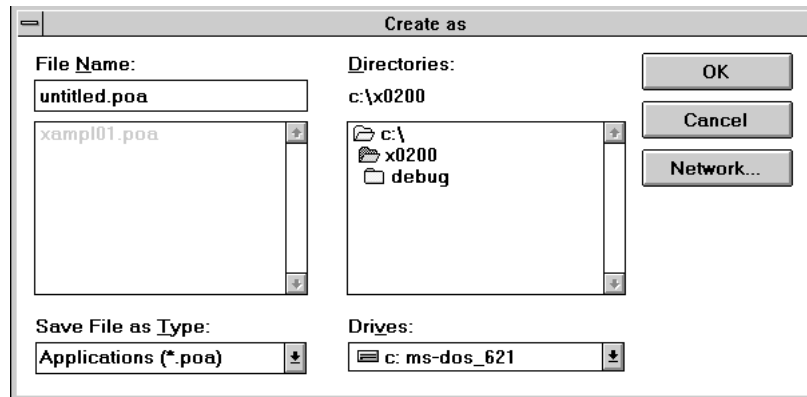 Create as
File Name:
untitled.poa
xampl01.poa
Save File as Type:
Applications (*.poa)
Directories:
c:\x0200
c:\
x0200
debug
Drives:
c: ms-dos_621
OK
Cancel
Network...